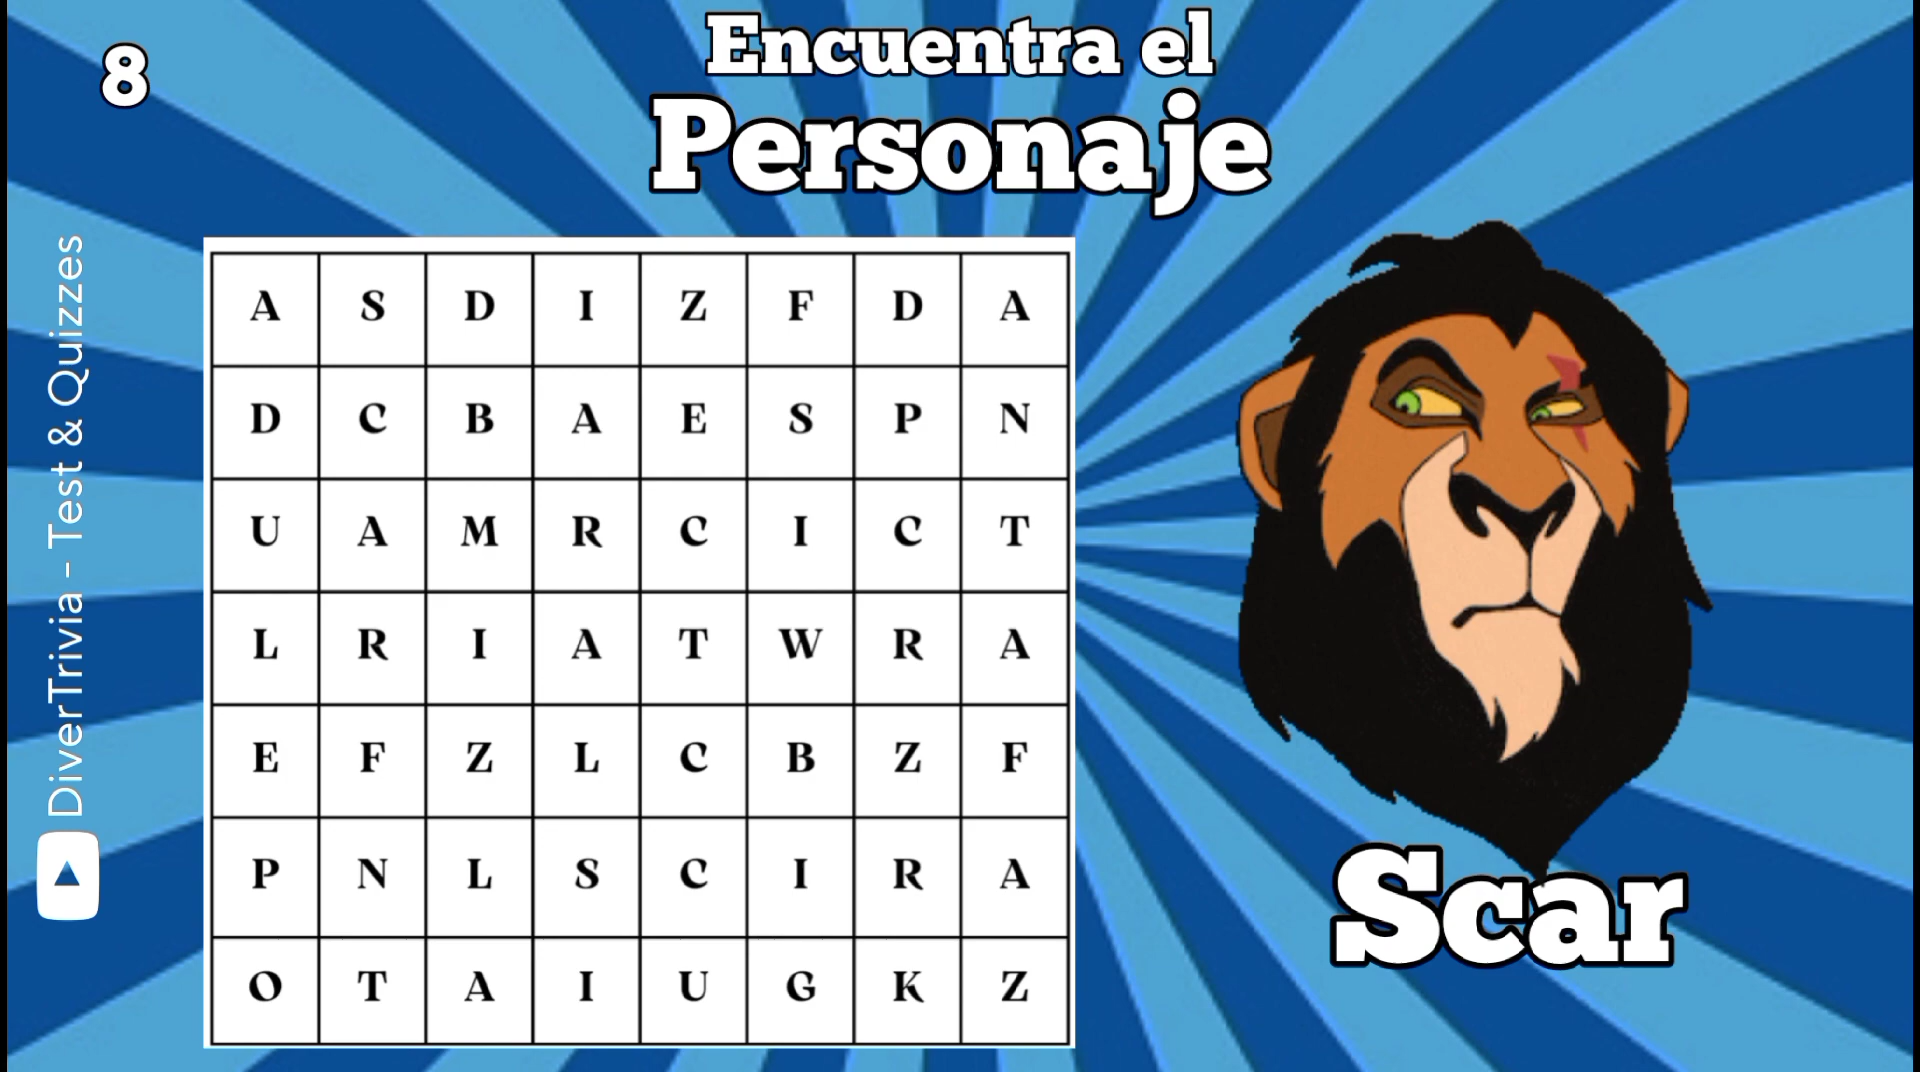 8
Encuentra el
Personaje
DiverTrivia - Test & Quizzes
A S D I Z F D A
D C B A E S P N
U A M R C I C T
L R I A T W R A
E F Z L C B Z F
P N L S C I R A
O T A I U G K Z
Scar